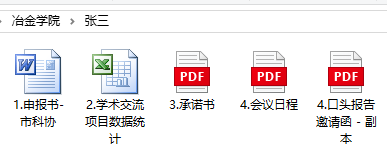 冶金学院 > 张三
W
X
PDF
PDF
PDF
1.申报书-
市科协
2.学术交流
项目数据统
计
3.承诺书
4.会议日程
4.口头报告
邀请函 - 副
本